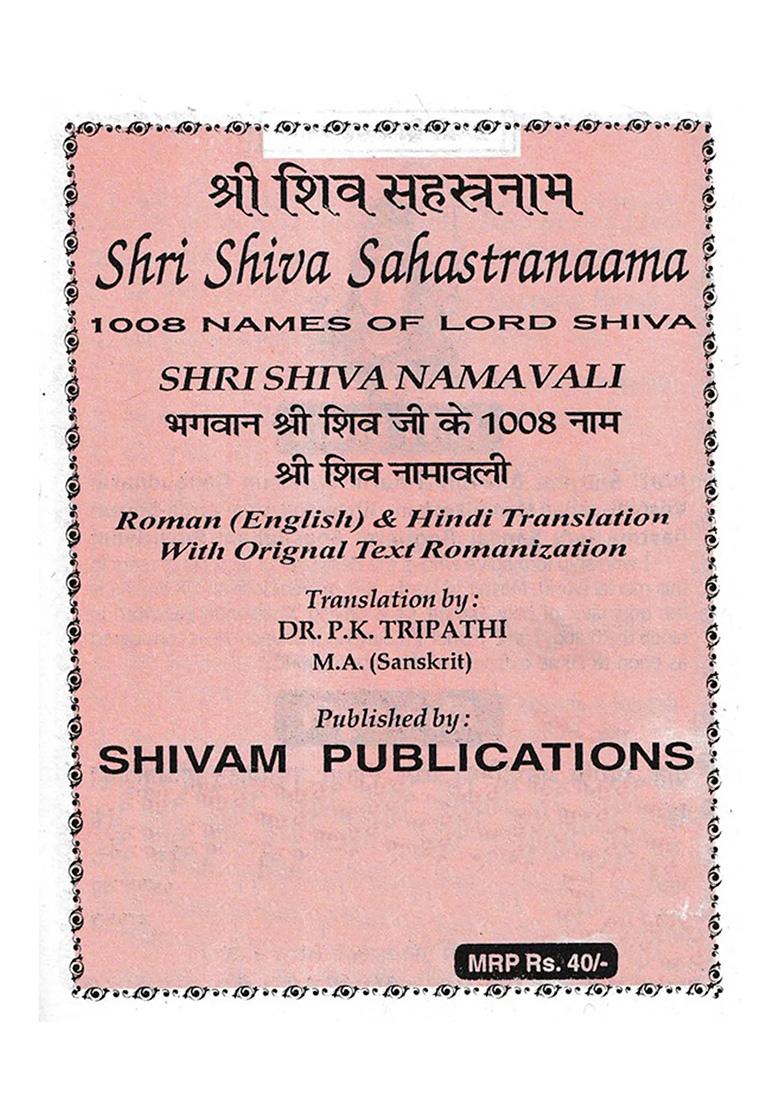 श्री शिव सहस्त्रनाम
Shri Shiva Sahastranaama
1008 NAMES OF LORD SHIVA
SHRI SHIVA NAMAVALI
भगवान श्री शिव जी के 1008 नाम
श्री शिव नामावली
Roman (English) & Hindi Translation
With Orignal Text Romanization
Translation by :
DR. P.K. TRIPATHI
M.A. (Sanskrit)
Published by :
SHIVAM PUBLICATIONS
MRP Rs. 40/-